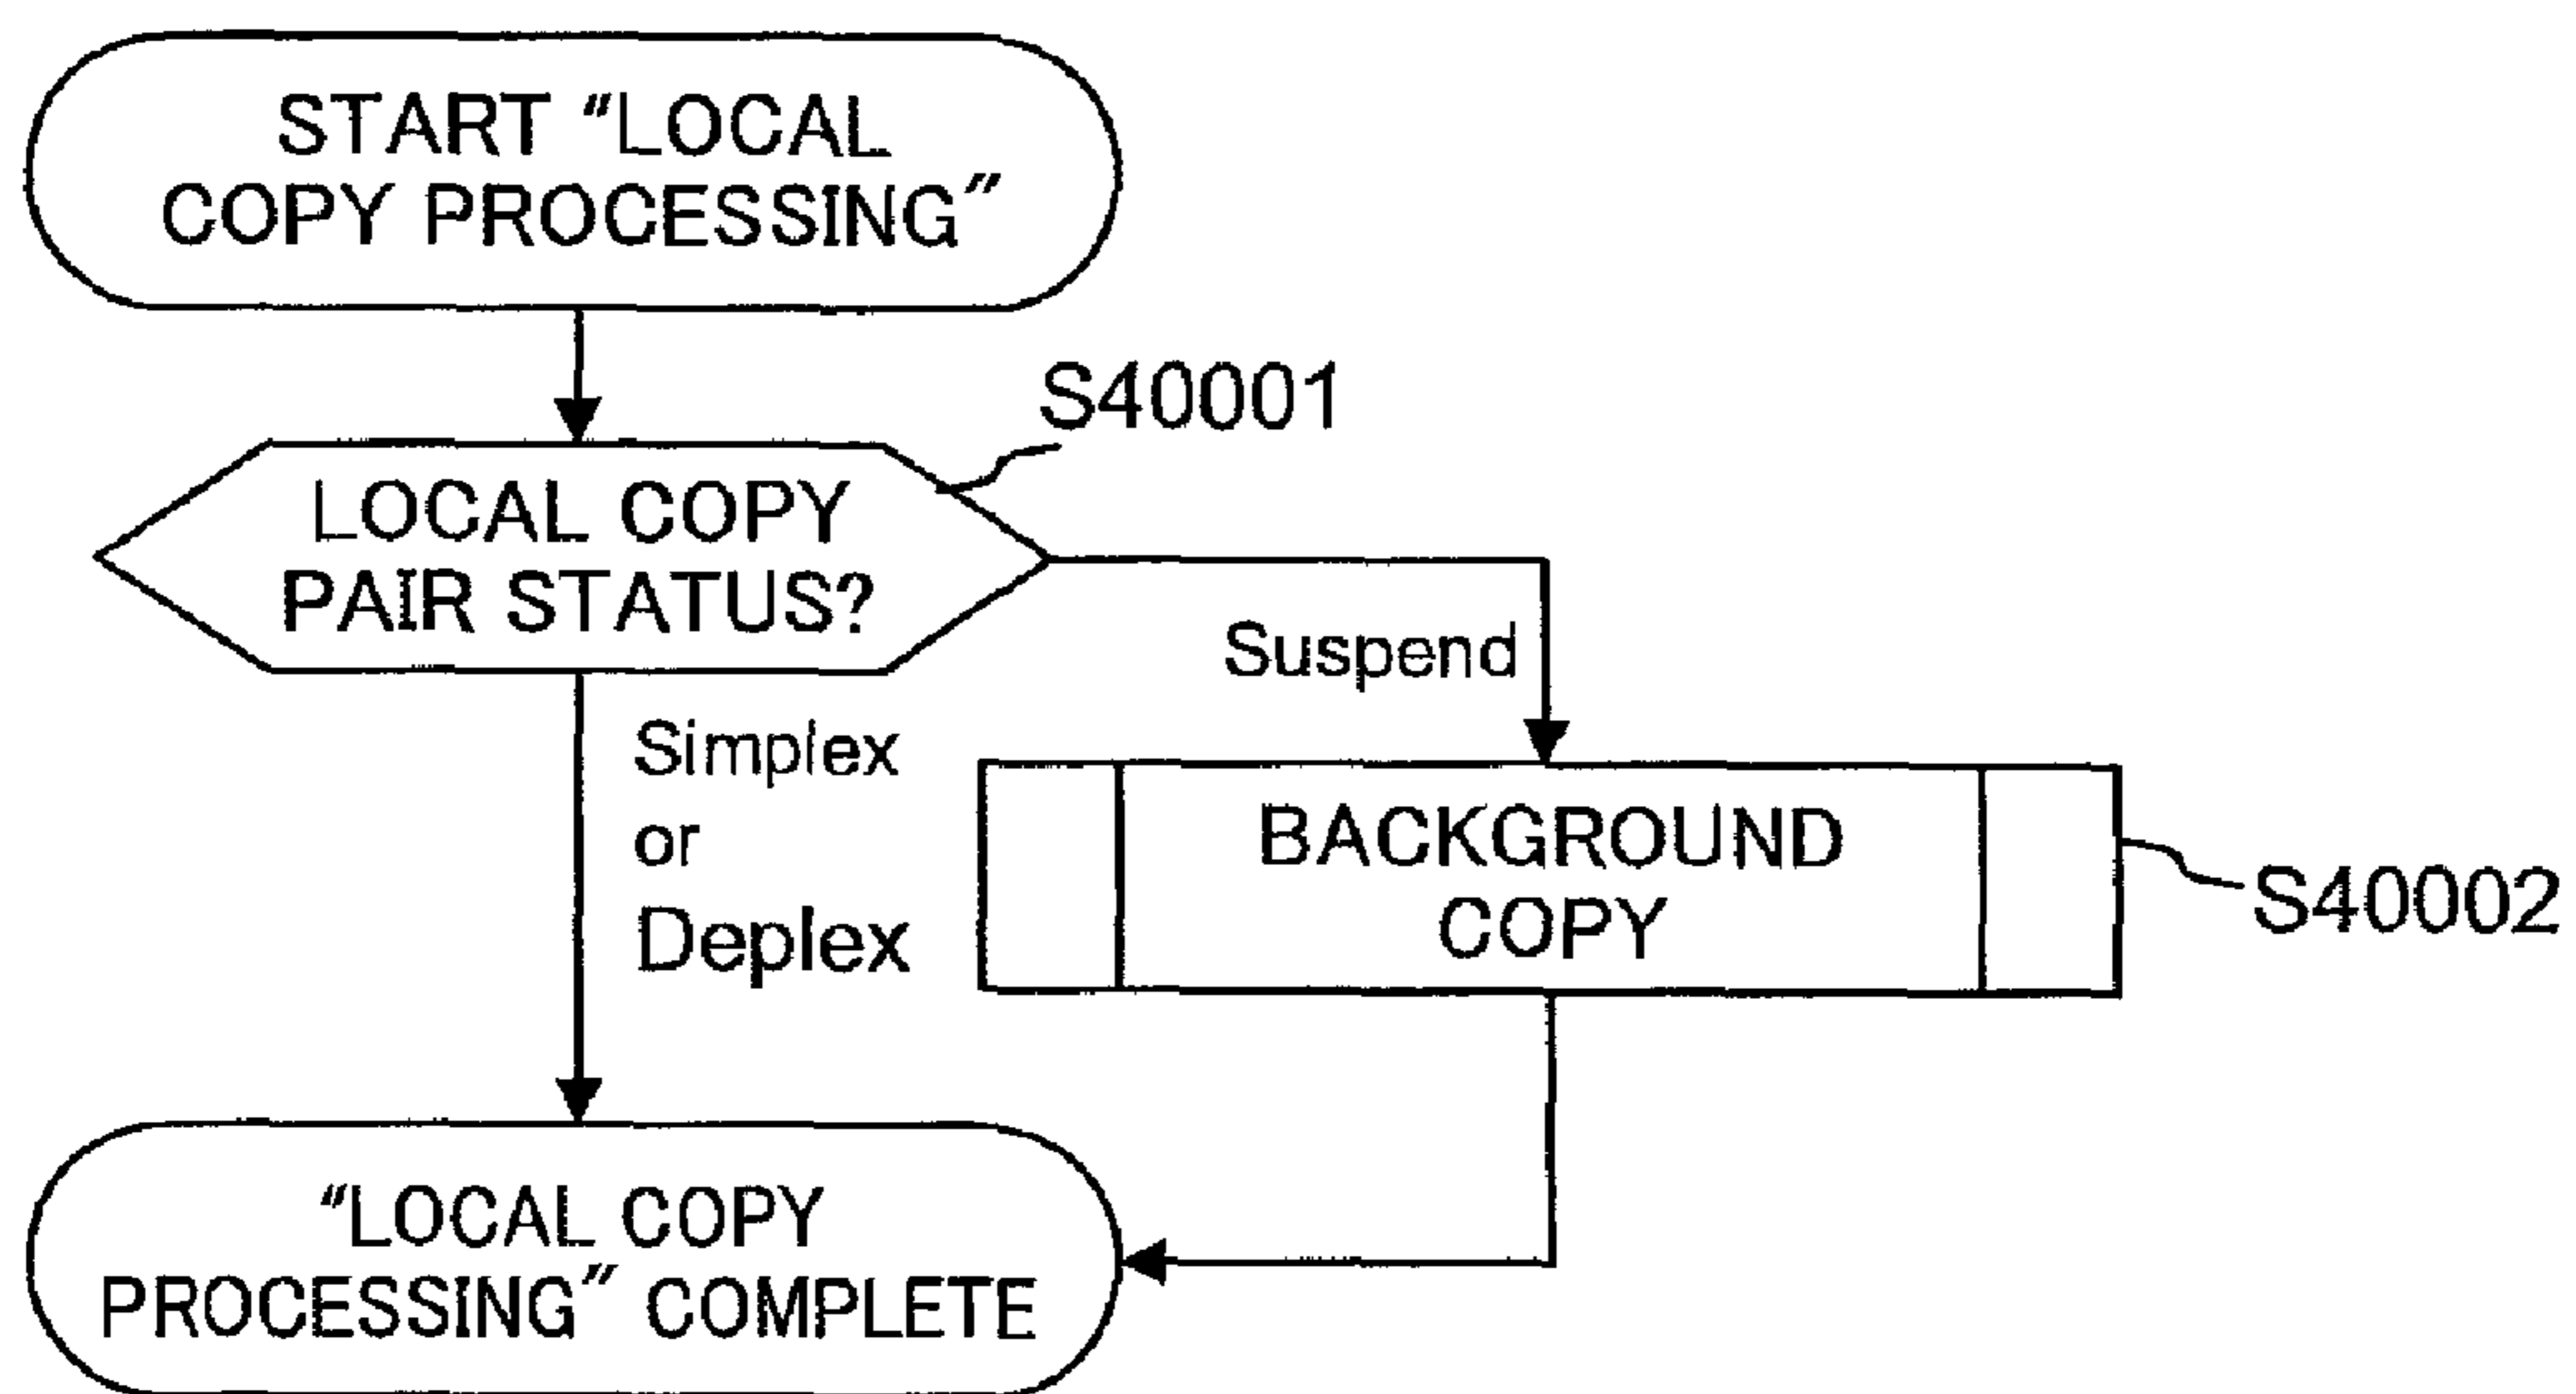 START “LOCAL
COPY PROCESSING”
S40001
LOCAL COPY
PAIR STATUS?
Suspend
Simplex
or
Deplex
BACKGROUND
COPY
S40002
“LOCAL COPY
PROCESSING” COMPLETE